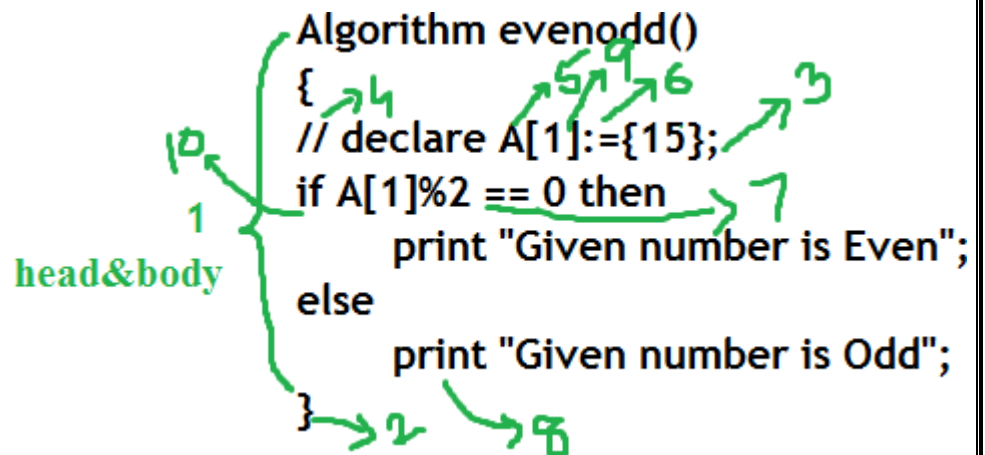 Algorithm evenodd()
{
4 5 9 6 3
// declare A[1]:={15};
10
if A[1]%2 == 0 then
7
1
print "Given number is Even";
head&body
else
print "Given number is Odd";
}
2 8